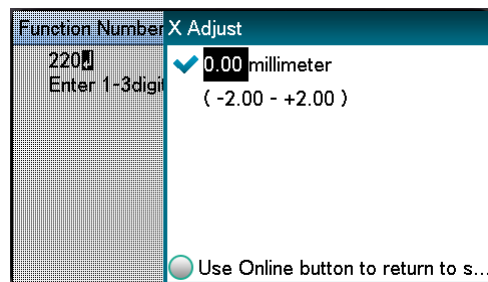 Function Number
220↵
Enter 1-3digi
X Adjust
0.00 millimeter
( -2.00 - +2.00 )
Use Online button to return to s...